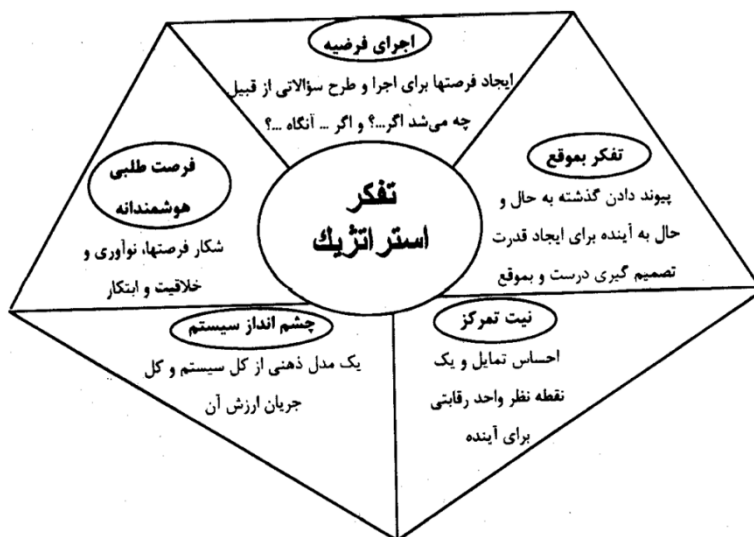 اجرای فرضیه
ایجاد فرصتها برای اجرا و طرح سؤالاتی از قبیل
چه می‌شد اگر...؟ و اگر ... آنگاه ...؟
تفکر بموقع
پیوند دادن گذشته به حال و
حال به آینده برای ایجاد قدرت
تصمیم گیری درست و بموقع
فرصت طلبی
هوشمندانه
شکار فرصتها، نوآوری و
خلاقیت و ابتکار
تفکر
استراتژیک
نیت تمرکز
احساس تمایل و یک
نقطه نظر واحد رقابتی
برای آینده
چشم انداز سیستم
یک مدل ذهنی از کل سیستم و کل
جریان ارزش آن